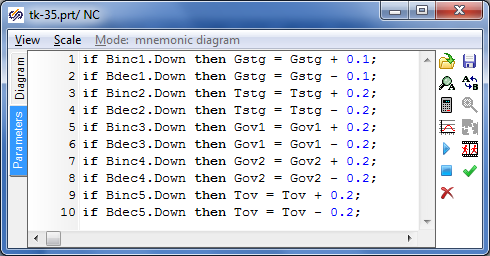 tk-35.prt/ NC
View Scale Mode: mnemonic diagram
Diagram
Parameters
1 if Binc1.Down then Gstg = Gstg + 0.1;
2 if Bdec1.Down then Gstg = Gstg - 0.1;
3 if Binc2.Down then Tstg = Tstg + 0.2;
4 if Bdec2.Down then Tstg = Tstg - 0.2;
5 if Binc3.Down then Gov1 = Gov1 + 0.2;
6 if Bdec3.Down then Gov1 = Gov1 - 0.2;
7 if Binc4.Down then Gov2 = Gov2 + 0.2;
8 if Bdec4.Down then Gov2 = Gov2 - 0.2;
9 if Binc5.Down then Tov = Tov + 0.2;
10 if Bdec5.Down then Tov = Tov - 0.2;